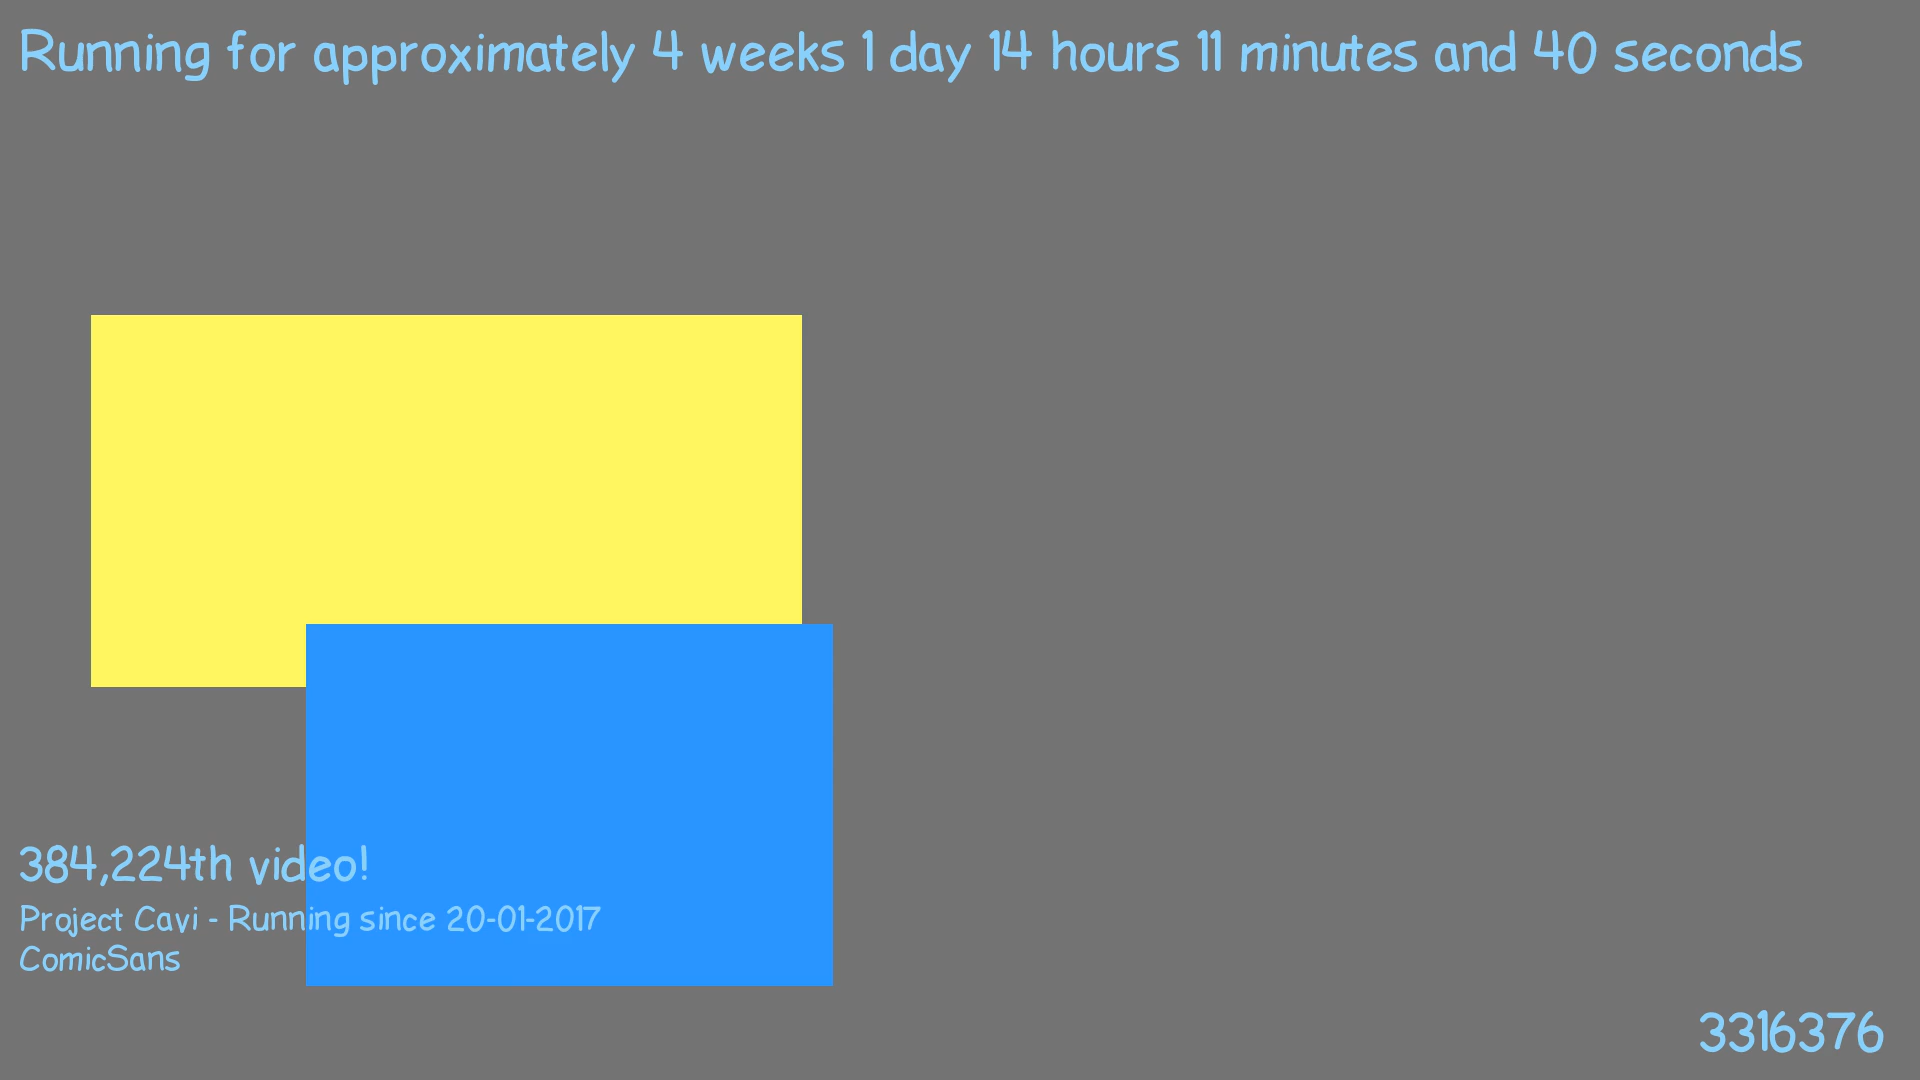 Running for approximately 4 weeks 1 day 14 hours 11 minutes and 40 seconds
384,224th video!
Project Cavi - Running since 20-01-2017
ComicSans
3316376